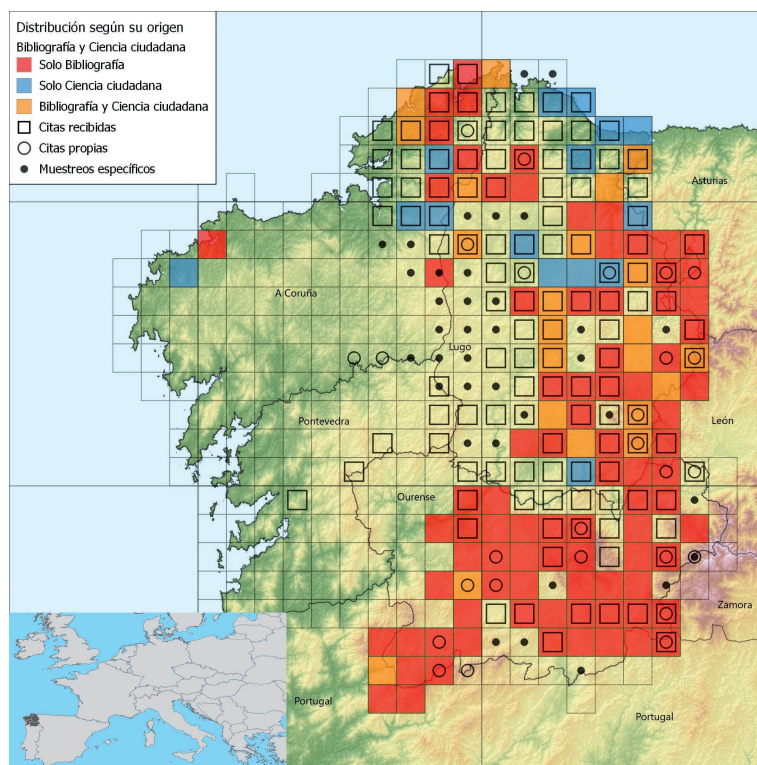 Distribución según su origen
Bibliografía y Ciencia ciudadana
Solo Bibliografía
Solo Ciencia ciudadana
Bibliografía y Ciencia ciudadana
Citas recibidas
Citas propias
Muestreos específicos
Asturias
A Coruña
Lugo
Pontevedra
León
Ourense
Zamora
Portugal
Portugal